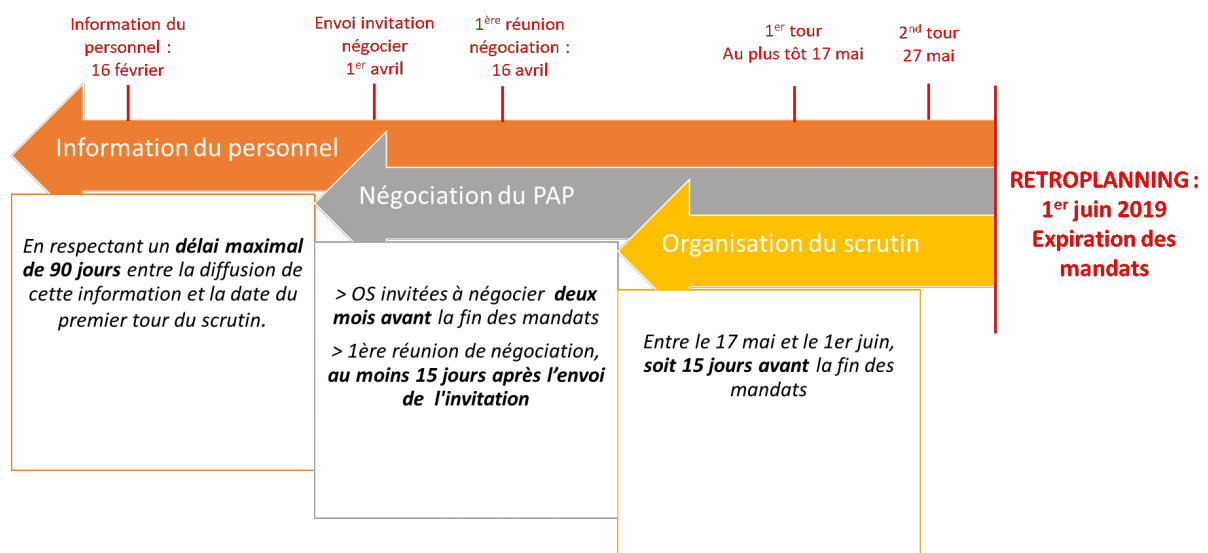 Information du
personnel :
16 février
Envoi invitation
négocier
1er avril
1ère réunion
négociation :
16 avril
1er tour
Au plus tôt 17 mai
2nd tour
27 mai
Information du personnel
Négociation du PAP
Organisation du scrutin
RETROPLANNING :
1er juin 2019
Expiration des
mandats
En respectant un délai maximal
de 90 jours entre la diffusion de
cette information et la date du
premier tour du scrutin.
> OS invitées à négocier deux
mois avant la fin des mandats
> 1ère réunion de négociation,
au moins 15 jours après l’envoi
de l'invitation
Entre le 17 mai et le 1er juin,
soit 15 jours avant la fin des
mandats